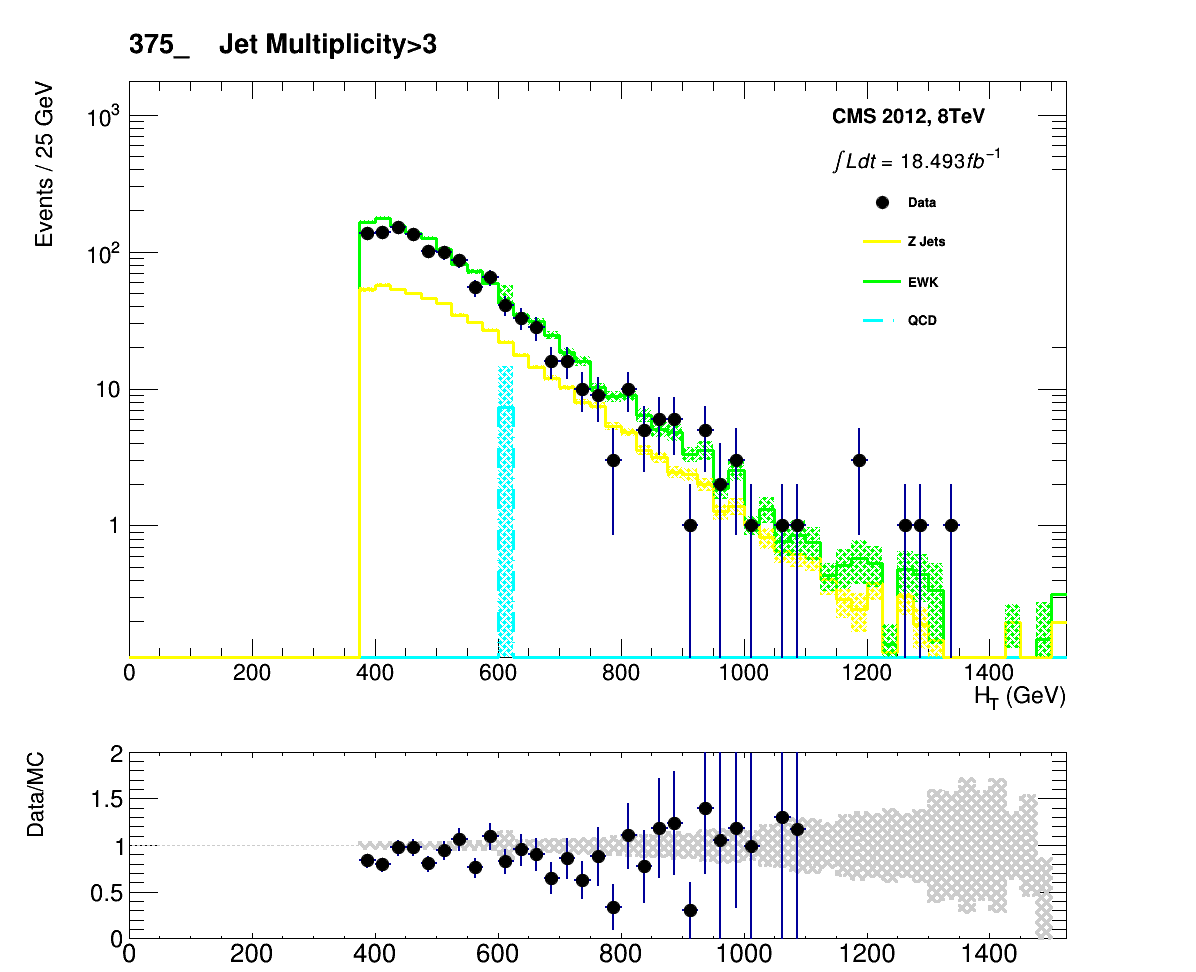 375_ Jet Multiplicity>3
Events / 25 GeV
CMS 2012, 8TeV
∫Ldt = 18.493fb⁻¹
Data
Z Jets
EWK
QCD
10³
10²
10
1
0 200 400 600 800 1000 1200 1400
H_T (GeV)
Data/MC
2
1.5
1
0.5
0
0 200 400 600 800 1000 1200 1400